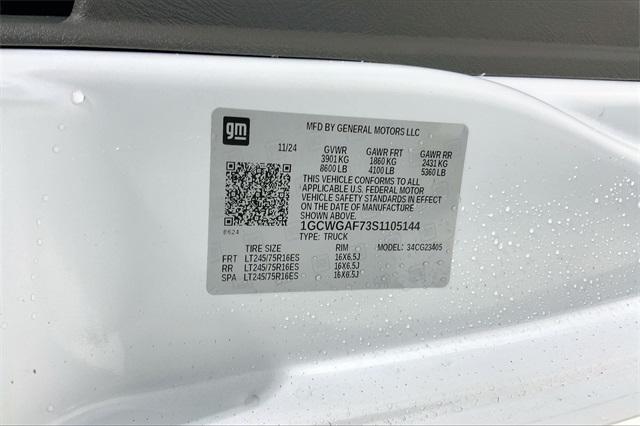 gm
MFD BY GENERAL MOTORS LLC
11/24 GVWR GAWR FRT GAWR RR
3901 KG 1860 KG 2431 KG
8600 LB 4100 LB 5360 LB
THIS VEHICLE CONFORMS TO ALL
APPLICABLE U.S. FEDERAL MOTOR
VEHICLE SAFETY STANDARDS IN EFFECT
ON THE DATE OF MANUFACTURE
SHOWN ABOVE.
8624 1GCWGAF73S1105144
TYPE: TRUCK
TIRE SIZE RIM MODEL: 34CG23405
FRT LT245/75R16ES 16X6.5J
RR LT245/75R16ES 16X6.5J
SPA LT245/75R16ES 16X6.5J